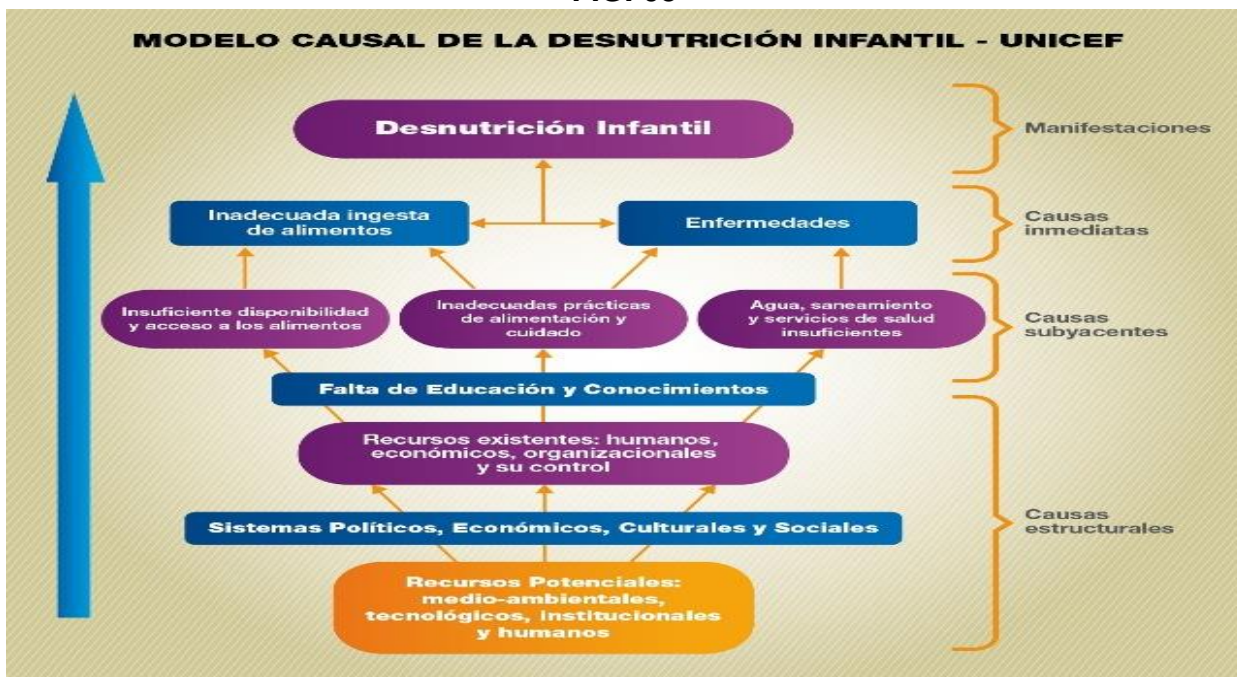 MODELO CAUSAL DE LA DESNUTRICIÓN INFANTIL - UNICEF
Desnutrición Infantil
Manifestaciones
Inadecuada ingesta
de alimentos
Enfermedades
Causas
inmediatas
Insuficiente disponibilidad
y acceso a los alimentos
Inadecuadas prácticas
de alimentación y
cuidado
Agua, saneamiento
y servicios de salud
insuficientes
Causas
subyacentes
Falta de Educación y Conocimientos
Recursos existentes: humanos,
económicos, organizacionales
y su control
Sistemas Políticos, Económicos, Culturales y Sociales
Causas
estructurales
Recursos Potenciales:
medio-ambientales,
tecnológicos, institucionales
y humanos